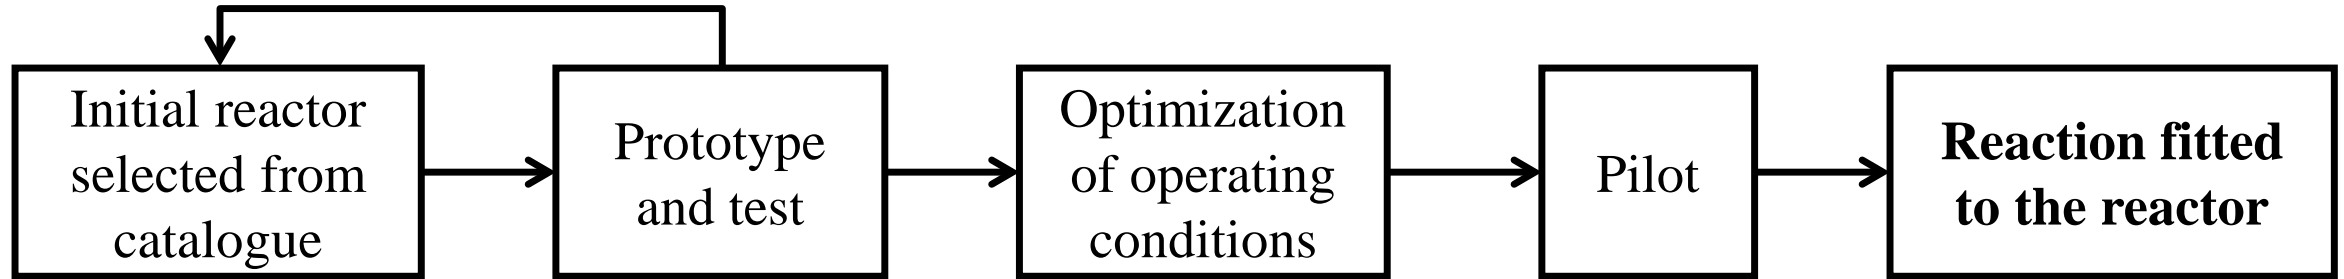 Initial reactor
selected from
catalogue
Prototype
and test
Optimization
of operating
conditions
Pilot
Reaction fitted
to the reactor